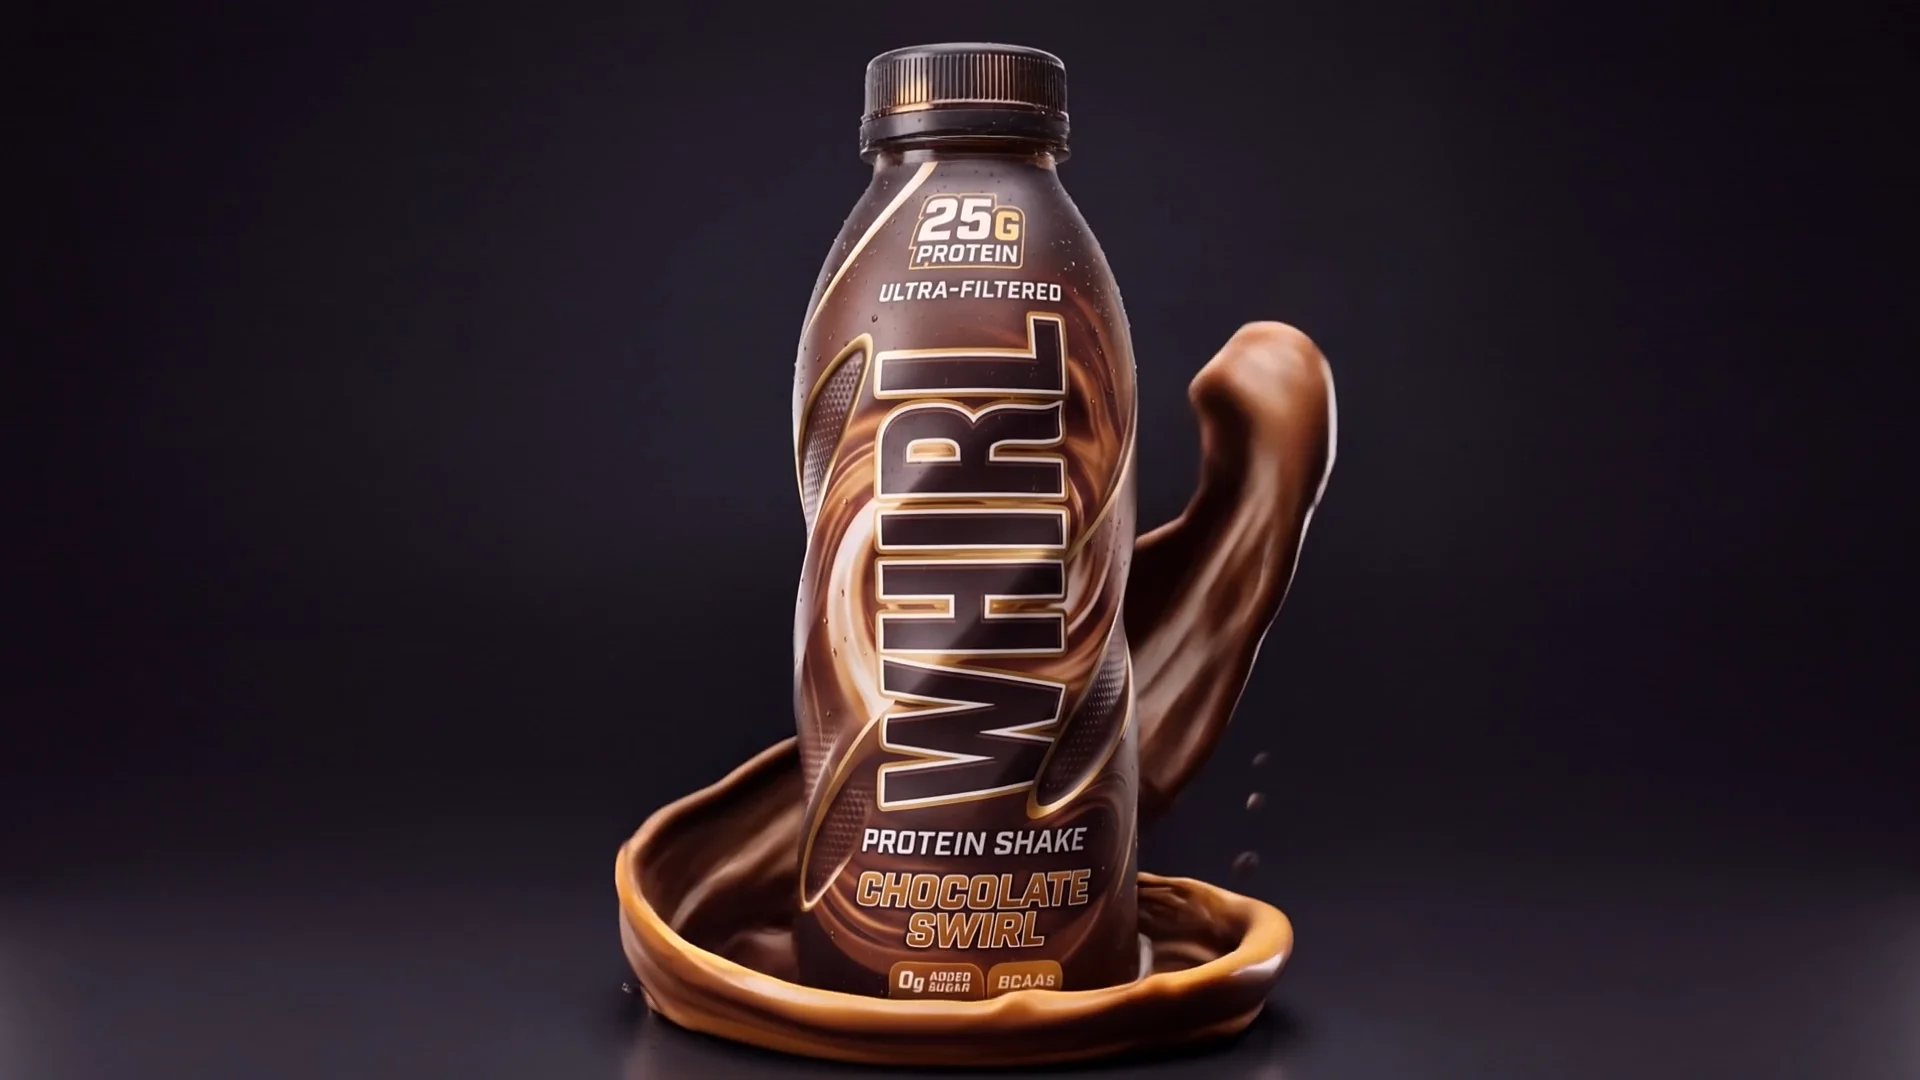 25G
PROTEIN
ULTRA-FILTERED
WHIRL
PROTEIN SHAKE
CHOCOLATE
SWIRL
0g ADDED SUGAR
BCAAs